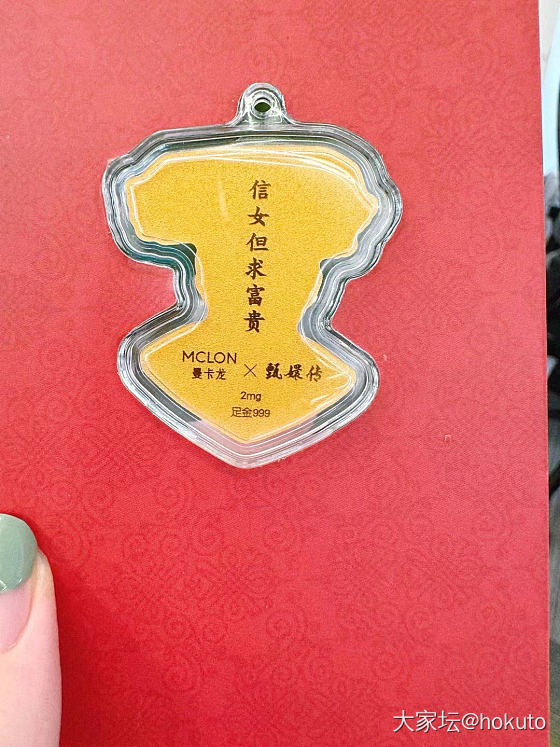 信女但求富贵
MCLON
曼卡龙 × 甄嬛传
2mg
足金999
大家坛@hokuto